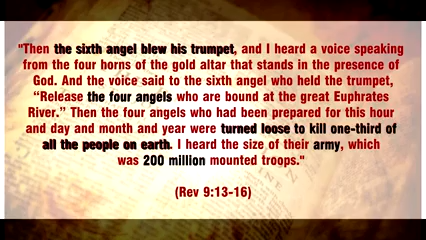 "Then the sixth angel blew his trumpet, and I heard a voice speaking
from the four horns of the gold altar that stands in the presence of
God. And the voice said to the sixth angel who held the trumpet,
“Release the four angels who are bound at the great Euphrates
River.” Then the four angels who had been prepared for this hour
and day and month and year were turned loose to kill one-third of
all the people on earth. I heard the size of their army, which
was 200 million mounted troops."
(Rev 9:13-16)